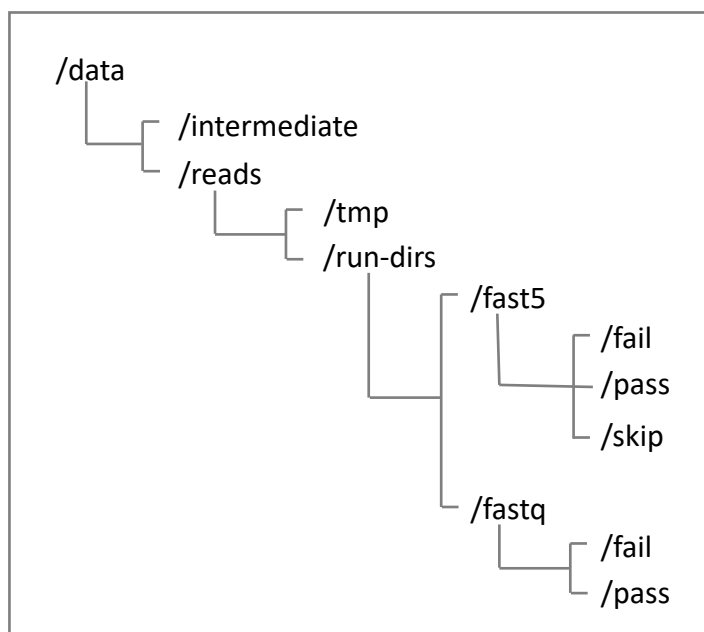 /data
/intermediate
/reads
/tmp
/run-dirs
/fast5
/fail
/pass
/skip
/fastq
/fail
/pass